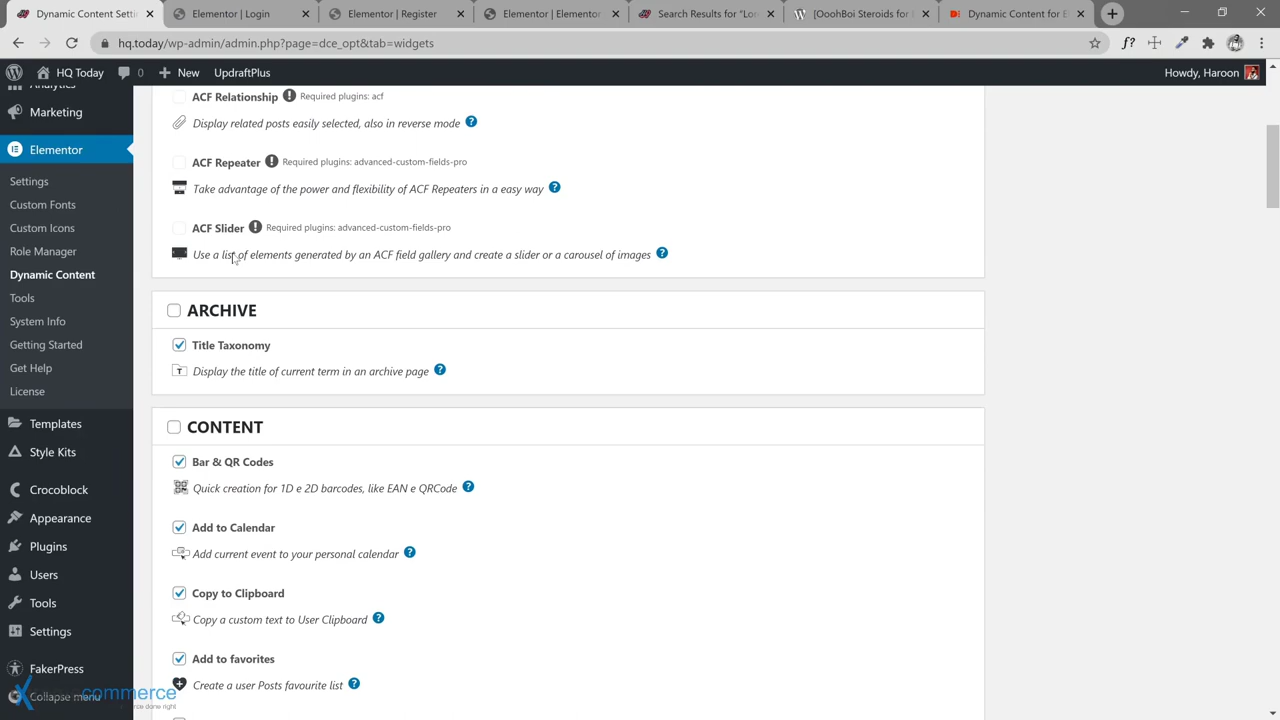 Dynamic Content Setti
Elementor | Login
Elementor | Register
Elementor | Elementor
Search Results for "Los
[OoohBoi Steroids for
Dynamic Content for E
hq.today/wp-admin/admin.php?page=dce_opt&tab=widgets
HQ Today
0
New
UpdraftPlus
Howdy, Haroon
Analytics
Marketing
Elementor
Settings
Custom Fonts
Custom Icons
Role Manager
Dynamic Content
Tools
System Info
Getting Started
Get Help
License
Templates
Style Kits
Crocoblock
Appearance
Plugins
Users
Tools
Settings
FakerPress
Collapse menu
commerce
ACF Relationship Required plugins: acf
Display related posts easily selected, also in reverse mode
ACF Repeater Required plugins: advanced-custom-fields-pro
Take advantage of the power and flexibility of ACF Repeaters in a easy way
ACF Slider Required plugins: advanced-custom-fields-pro
Use a list of elements generated by an ACF field gallery and create a slider or a carousel of images
ARCHIVE
Title Taxonomy
Display the title of current term in an archive page
CONTENT
Bar & QR Codes
Quick creation for 1D e 2D barcodes, like EAN e QRCode
Add to Calendar
Add current event to your personal calendar
Copy to Clipboard
Copy a custom text to User Clipboard
Add to favorites
Create a user Posts favourite list